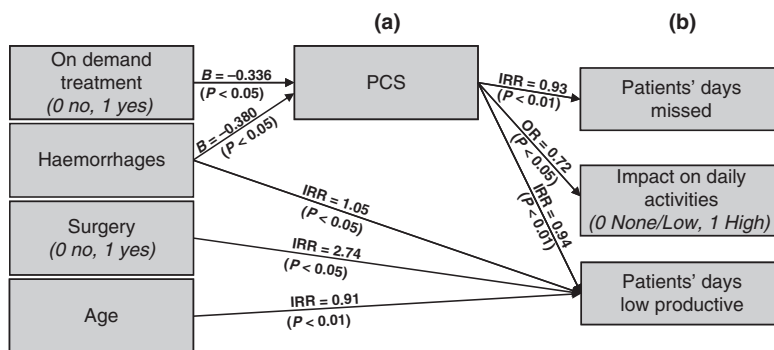 (a)
(b)
On demand
treatment
(0 no, 1 yes)
B = –0.336
(P < 0.05)
PCS
IRR = 0.93
(P < 0.01)
Patients' days
missed
Haemorrhages
B = –0.380
(P < 0.05)
OR = 0.72
(P < 0.05)
Impact on daily
activities
(0 None/Low, 1 High)
IRR = 1.05
(P < 0.05)
IRR = 0.94
(P < 0.01)
Surgery
(0 no, 1 yes)
IRR = 2.74
(P < 0.05)
Patients' days
low productive
Age
IRR = 0.91
(P < 0.01)